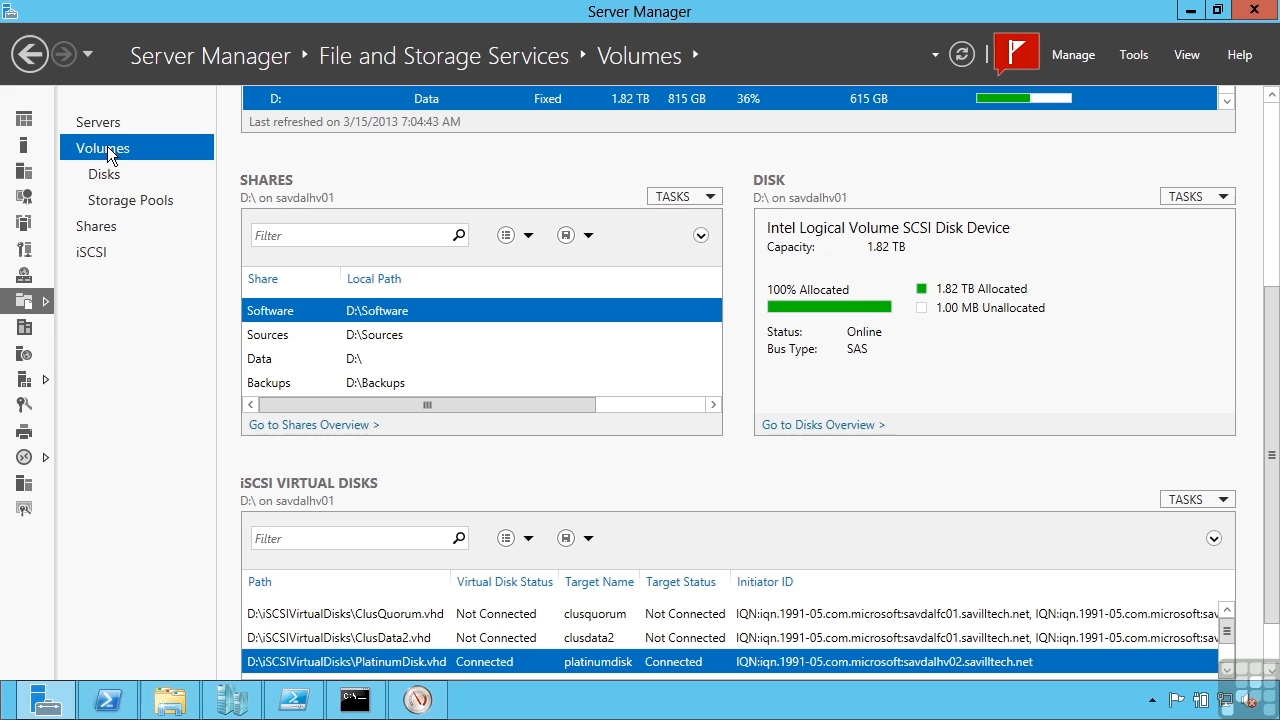 Server Manager
Server Manager ‣ File and Storage Services ‣ Volumes ‣
Manage Tools View Help
Servers
Volumes
Disks
Storage Pools
Shares
iSCSI
D: Data Fixed 1.82 TB 815 GB 36% 615 GB
Last refreshed on 3/15/2013 7:04:43 AM
SHARES
D:\ on savdalhv01
TASKS
Filter
Share Local Path
Software D:\Software
Sources D:\Sources
Data D:\
Backups D:\Backups
Go to Shares Overview >
DISK
D:\ on savdalhv01
TASKS
Intel Logical Volume SCSI Disk Device
Capacity: 1.82 TB
100% Allocated
1.82 TB Allocated
1.00 MB Unallocated
Status: Online
Bus Type: SAS
Go to Disks Overview >
iSCSI VIRTUAL DISKS
D:\ on savdalhv01
TASKS
Filter
Path Virtual Disk Status Target Name Target Status Initiator ID
D:\iSCSIVirtualDisks\ClusQuorum.vhd Not Connected clusquorum Not Connected IQN:iqn.1991-05.com.microsoft:savdalfc01.savilltech.net, IQN:iqn.1991-05.com.microsoft:sav
D:\iSCSIVirtualDisks\ClusData2.vhd Not Connected clusdata2 Not Connected IQN:iqn.1991-05.com.microsoft:savdalfc01.savilltech.net, IQN:iqn.1991-05.com.microsoft:sav
D:\iSCSIVirtualDisks\PlatinumDisk.vhd Connected platinumdisk Connected IQN:iqn.1991-05.com.microsoft:savdalhv02.savilltech.net